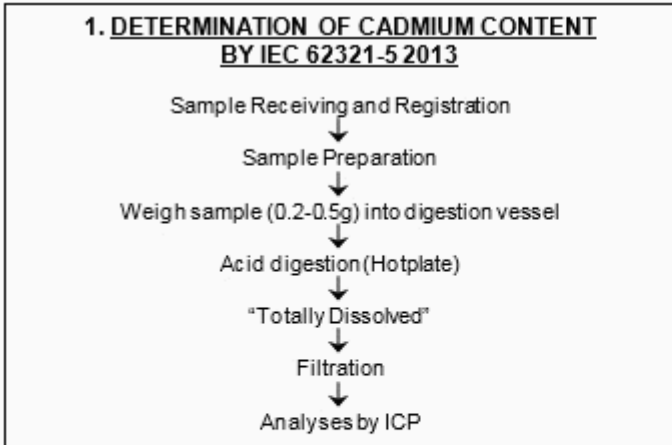 1. DETERMINATION OF CADMIUM CONTENT
BY IEC 62321-5 2013
Sample Receiving and Registration
Sample Preparation
Weigh sample (0.2-0.5g) into digestion vessel
Acid digestion (Hotplate)
“Totally Dissolved”
Filtration
Analyses by ICP